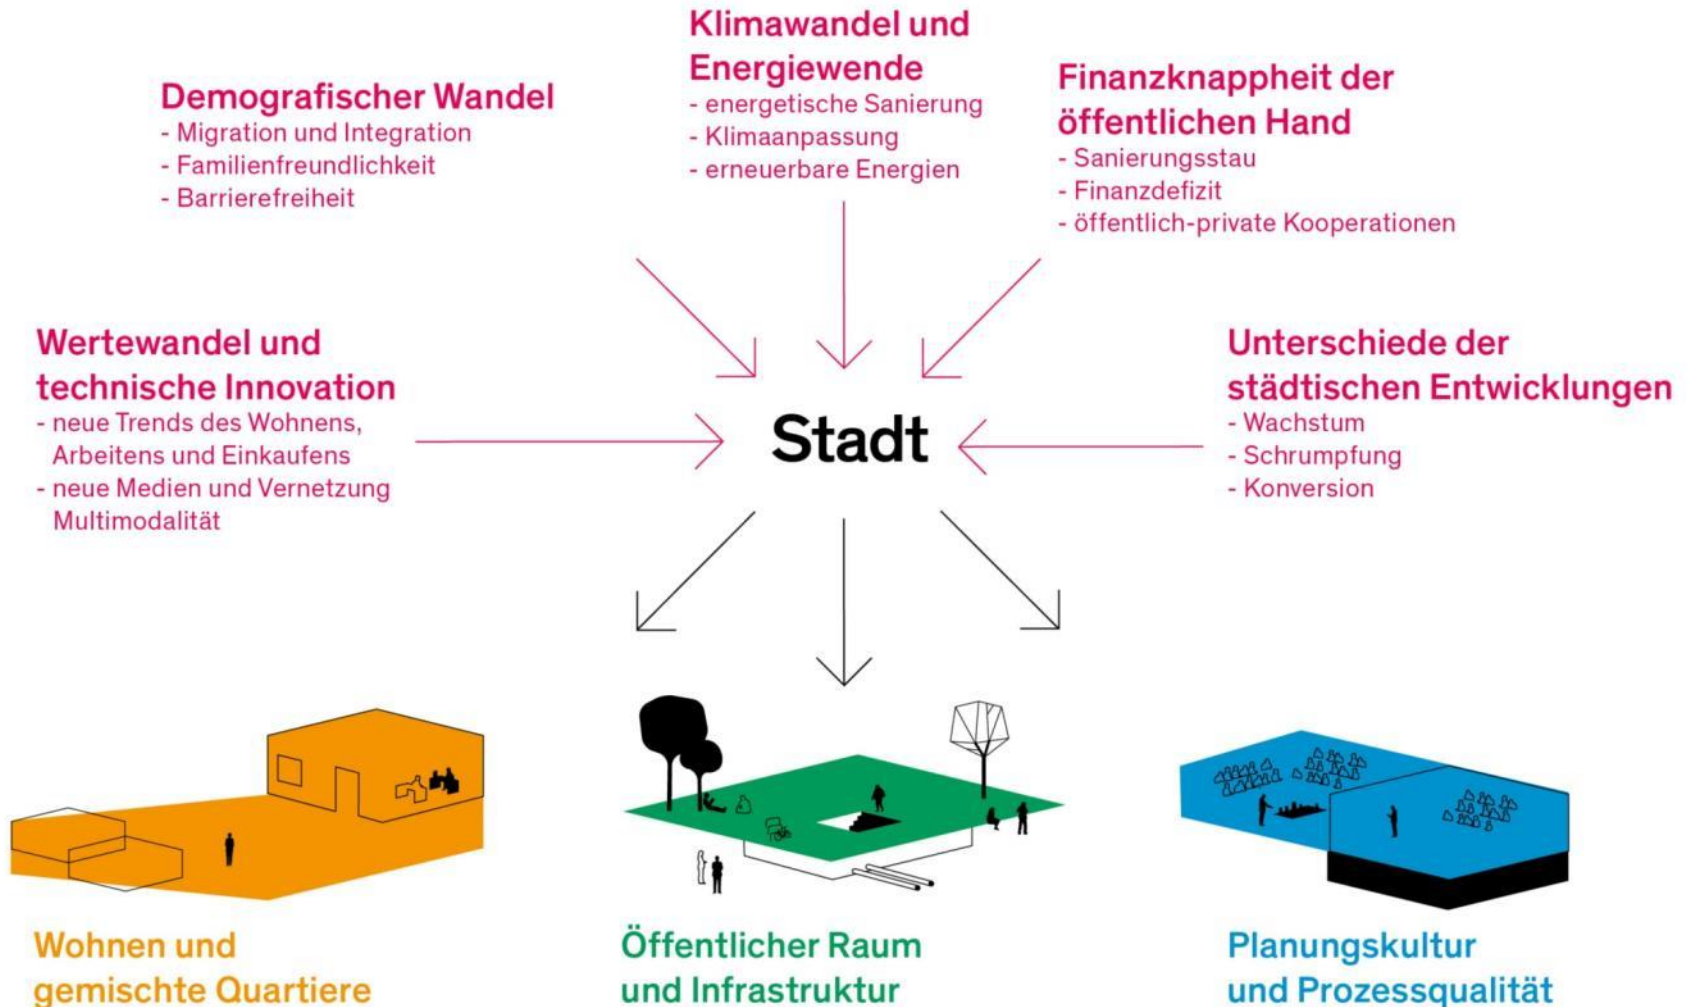 Klimawandel und
Energiewende
- energetische Sanierung
- Klimaanpassung
- erneuerbare Energien
Demografischer Wandel
- Migration und Integration
- Familienfreundlichkeit
- Barrierefreiheit
Finanzknappheit der
öffentlichen Hand
- Sanierungsstau
- Finanzdefizit
- öffentlich-private Kooperationen
Wertewandel und
technische Innovation
- neue Trends des Wohnens,
Arbeitens und Einkaufens
- neue Medien und Vernetzung
Multimodalität
Stadt
Unterschiede der
städtischen Entwicklungen
- Wachstum
- Schrumpfung
- Konversion
Wohnen und
gemischte Quartiere
Öffentlicher Raum
und Infrastruktur
Planungskultur
und Prozessqualität